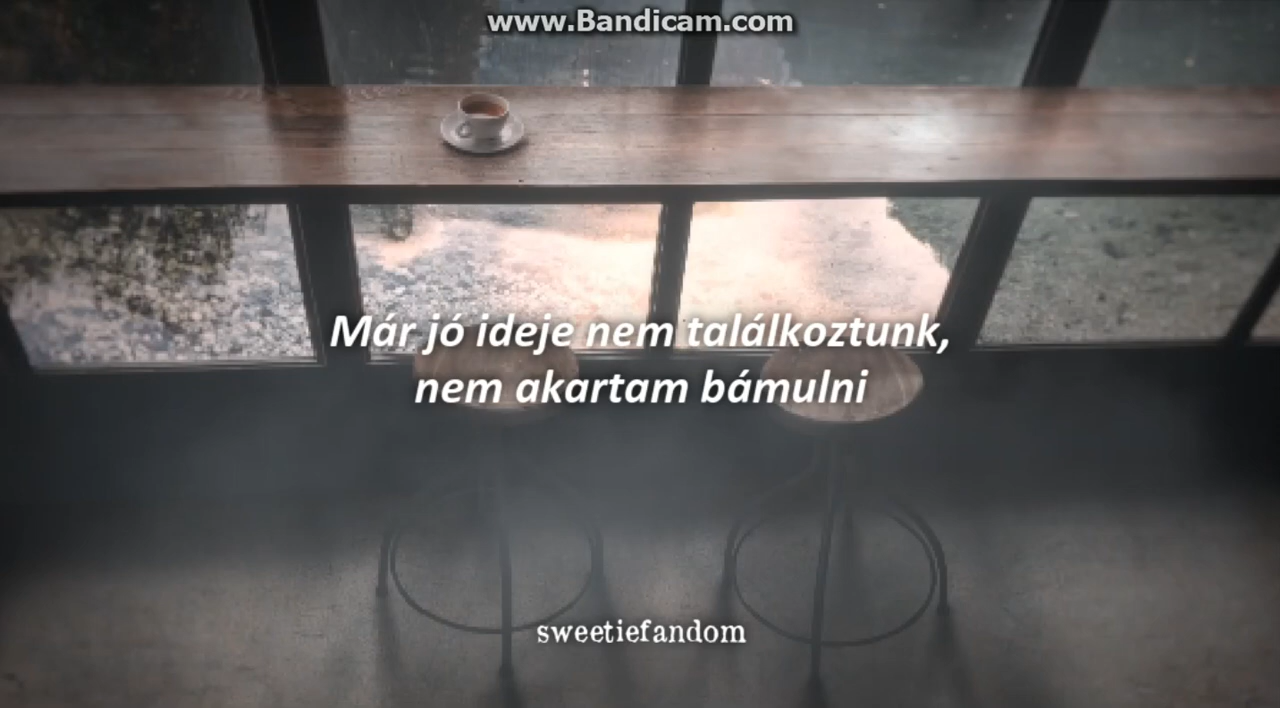 www.Bandicam.com
Már jó ideje nem találkoztunk,
nem akartam bámulni
sweetiefandom